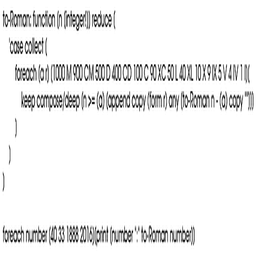 to-Roman: function (n (integer)) reduce (
'case collect (
foreach (a r) (1000 M 900 CM 500 D 400 CD 100 C 90 XC 50 L 40 XL 10 X 9 IX 5 V 4 IV 1 I)(
keep compose/deep (n >= (a) (append copy (form r) any (to-Roman n - (a) copy "")))
)
)
)
foreach number (40 33 1888 2016)(print (number ":" to-Roman number))